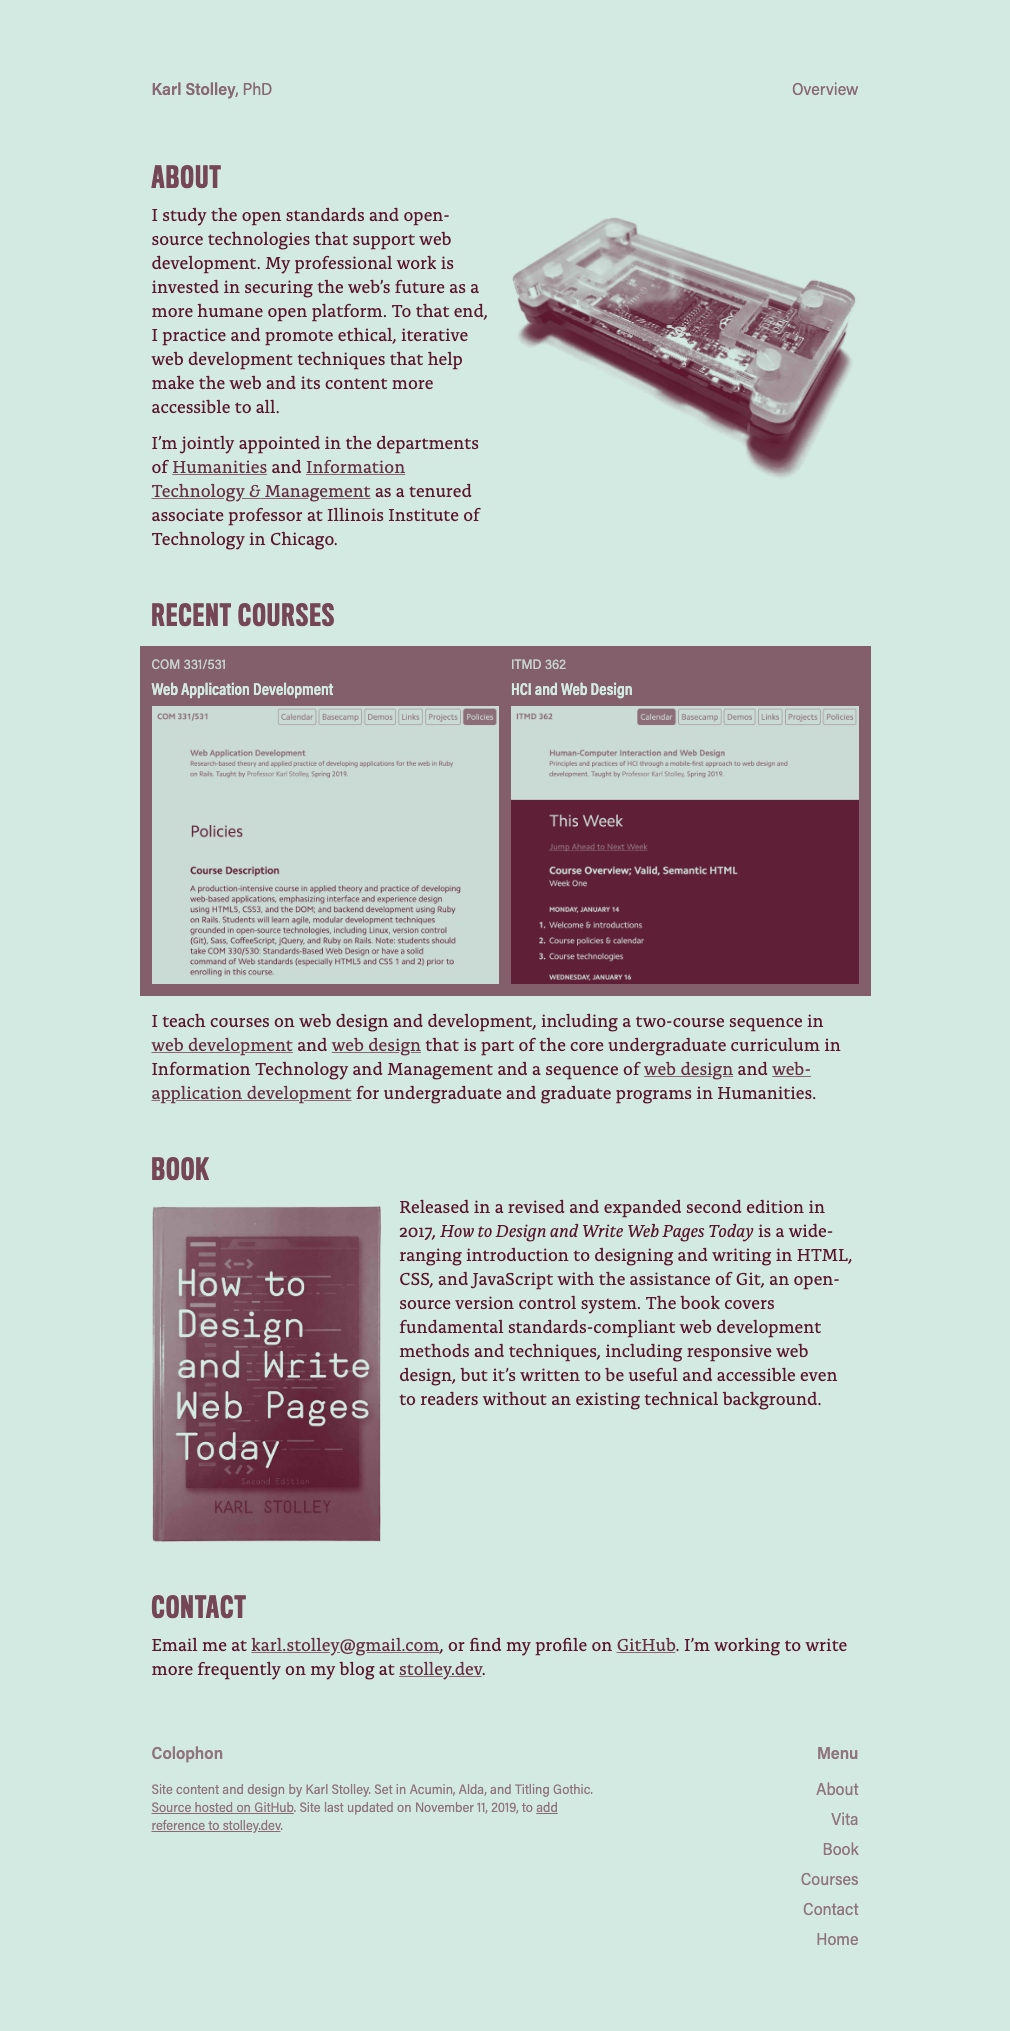 Karl Stolley, PhD
Overview
ABOUT
I study the open standards and open-
source technologies that support web
development. My professional work is
invested in securing the web’s future as a
more humane open platform. To that end,
I practice and promote ethical, iterative
web development techniques that help
make the web and its content more
accessible to all.
I’m jointly appointed in the departments
of Humanities and Information
Technology & Management as a tenured
associate professor at Illinois Institute of
Technology in Chicago.
RECENT COURSES
COM 331/531
Web Application Development
COM 331/531
Calendar Basecamp Demos Links Projects Policies
Web Application Development
Research-based theory and applied practice of developing applications for the web in Ruby
on Rails. Taught by Professor Karl Stolley, Spring 2019.
Policies
Course Description
A production-intensive course in applied theory and practice of developing
web-based applications, emphasizing interface and experience design
using HTML5, CSS3, and the DOM; and backend development using Ruby
on Rails. Students will learn agile, modular development techniques
grounded in open-source technologies, including Linux, version control
(Git), Sass, CoffeeScript, jQuery, and Ruby on Rails. Note: students should
take COM 330/530: Standards-Based Web Design or have a solid
command of Web standards (especially HTML5 and CSS 1 and 2) prior to
enrolling in this course.
ITMD 362
HCI and Web Design
ITMD 362
Calendar Basecamp Demos Links Projects Policies
Human-Computer Interaction and Web Design
Principles and practices of HCI through a mobile-first approach to web design and
development. Taught by Professor Karl Stolley, Spring 2019.
This Week
Jump Ahead to Next Week
Course Overview; Valid, Semantic HTML
Week One
MONDAY, JANUARY 14
1. Welcome & introductions
2. Course policies & calendar
3. Course technologies
WEDNESDAY, JANUARY 16
I teach courses on web design and development, including a two-course sequence in
web development and web design that is part of the core undergraduate curriculum in
Information Technology and Management and a sequence of web design and web-
application development for undergraduate and graduate programs in Humanities.
BOOK
<-->
How to
Design
and Write
Web Pages
Today
</>
Second Edition
KARL STOLLEY
Released in a revised and expanded second edition in
2017, How to Design and Write Web Pages Today is a wide-
ranging introduction to designing and writing in HTML,
CSS, and JavaScript with the assistance of Git, an open-
source version control system. The book covers
fundamental standards-compliant web development
methods and techniques, including responsive web
design, but it’s written to be useful and accessible even
to readers without an existing technical background.
CONTACT
Email me at karl.stolley@gmail.com, or find my profile on GitHub. I’m working to write
more frequently on my blog at stolley.dev.
Colophon
Site content and design by Karl Stolley. Set in Acumin, Alda, and Titling Gothic.
Source hosted on GitHub. Site last updated on November 11, 2019, to add
reference to stolley.dev.
Menu
About
Vita
Book
Courses
Contact
Home